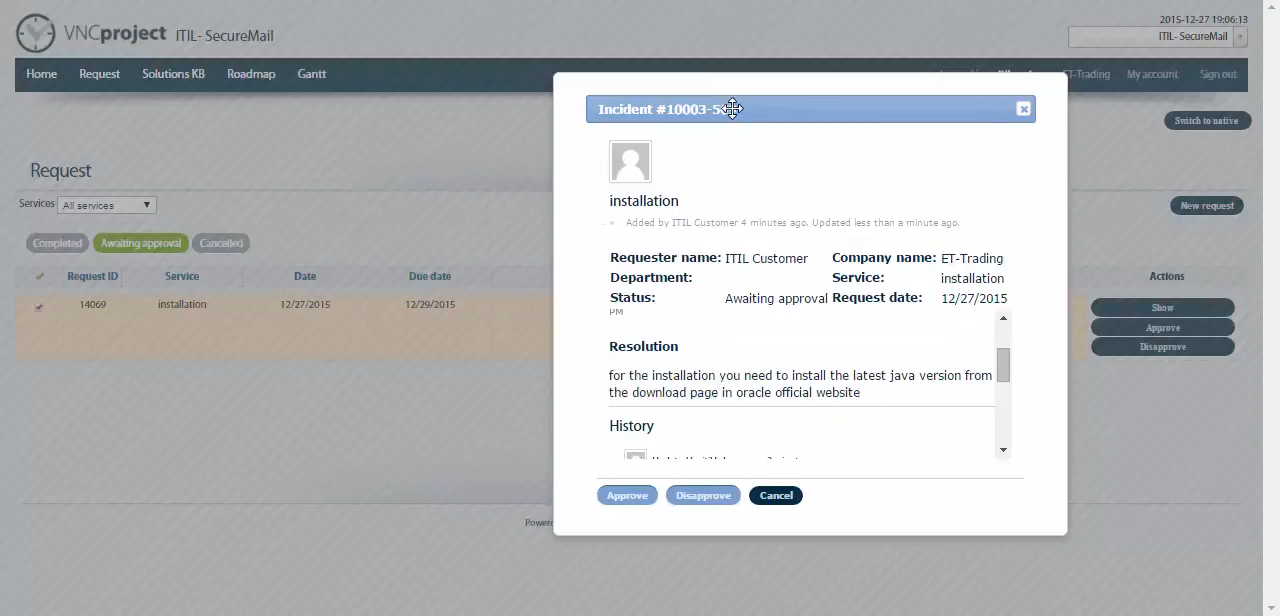 2015-12-27 19:06:13
VNCproject ITIL- SecureMail
ITIL- SecureMail
Home Request Solutions KB Roadmap Gantt
ET-Trading My account Sign out
Switch to native
Request
Services All services
New request
Completed Awaiting approval Cancelled
Request ID Service Date Due date Actions
14069 installation 12/27/2015 12/29/2015
Show
Approve
Disapprove
Incident #10003-5
installation
» Added by ITIL Customer 4 minutes ago. Updated less than a minute ago.
Requester name: ITIL Customer Company name: ET-Trading
Department: Service: installation
Status: Awaiting approval Request date: 12/27/2015
PM
Resolution
for the installation you need to install the latest java version from
the download page in oracle official website
History
Approve Disapprove Cancel